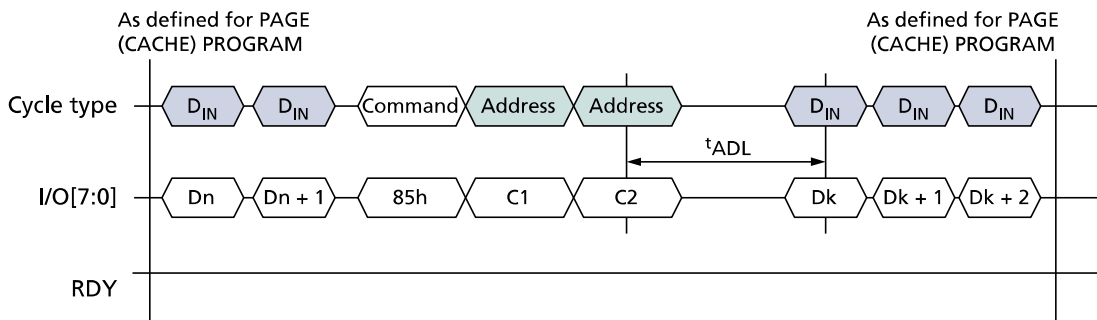 As defined for PAGE
(CACHE) PROGRAM
As defined for PAGE
(CACHE) PROGRAM
Cycle type
DIN DIN Command Address Address DIN DIN DIN
tADL
I/O[7:0]
Dn Dn + 1 85h C1 C2 Dk Dk + 1 Dk + 2
RDY